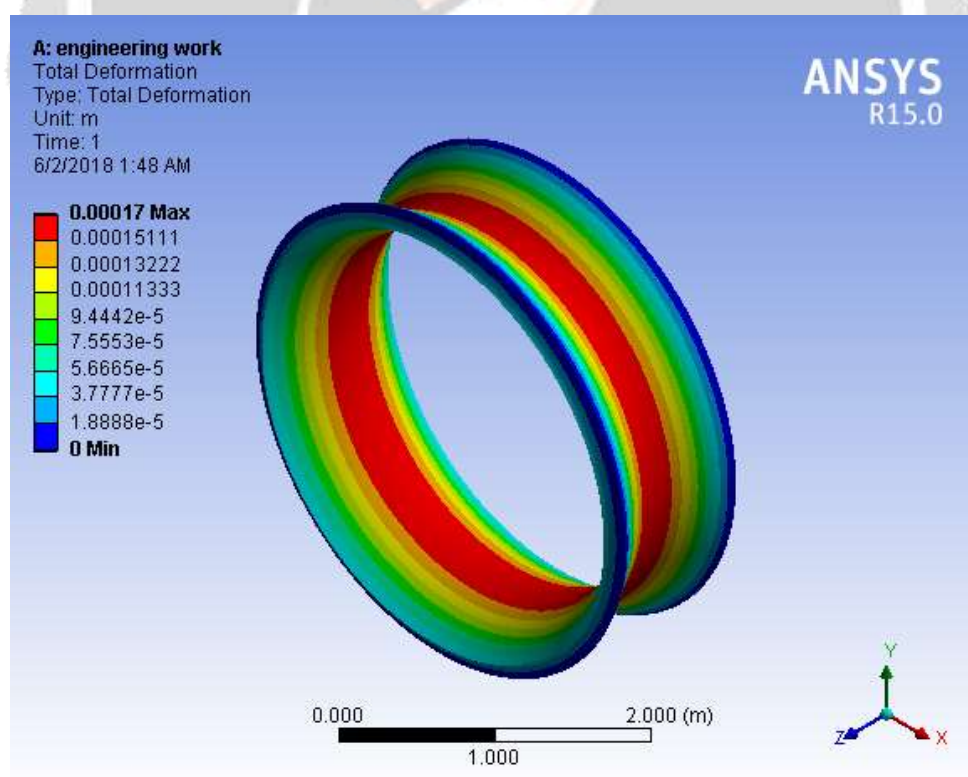 A: engineering work
Total Deformation
Type: Total Deformation
Unit: m
Time: 1
6/2/2018 1:48 AM
ANSYS
R15.0
0.00017 Max
0.00015111
0.00013222
0.00011333
9.4442e-5
7.5553e-5
5.6665e-5
3.7777e-5
1.8888e-5
0 Min
0.000 2.000 (m)
1.000
Y
Z X